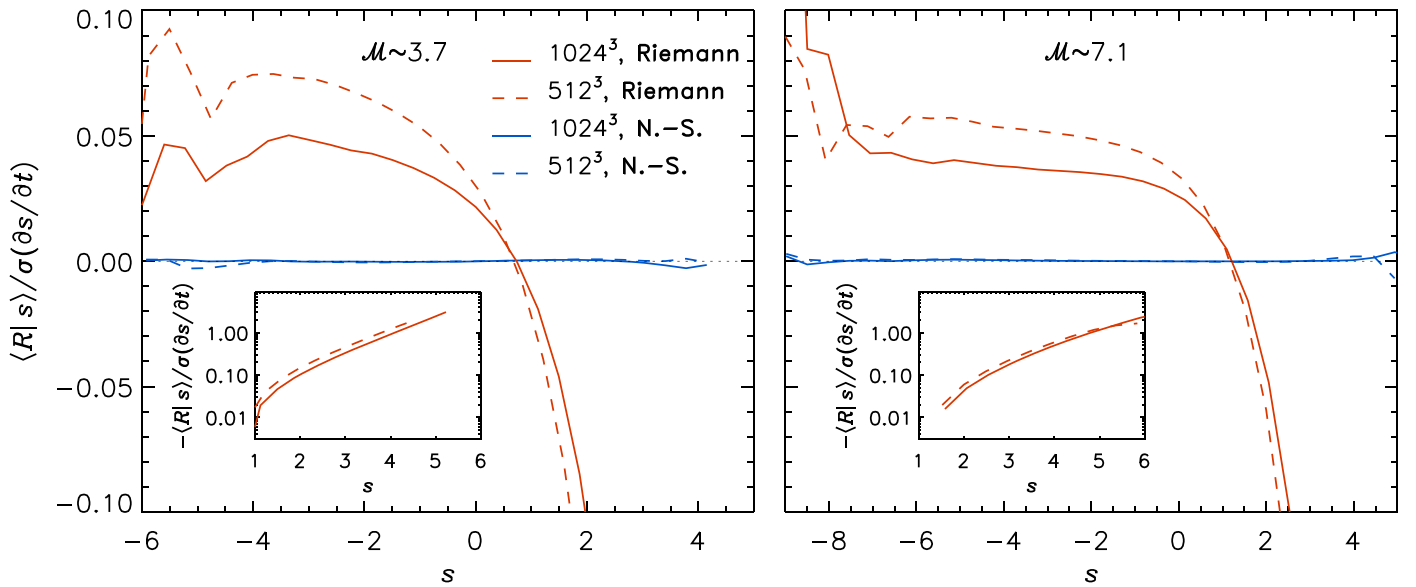 0.10
0.05
0.00
−0.05
−0.10
⟨R| s⟩/σ(∂s/∂t)
ℳ~3.7
1024³, Riemann
512³, Riemann
1024³, N.−S.
512³, N.−S.
−⟨R| s⟩/σ(∂s/∂t)
1.00
0.10
0.01
1 2 3 4 5 6
s
−6 −4 −2 0 2 4
s
ℳ~7.1
−⟨R| s⟩/σ(∂s/∂t)
1.00
0.10
0.01
1 2 3 4 5 6
s
−8 −6 −4 −2 0 2 4
s